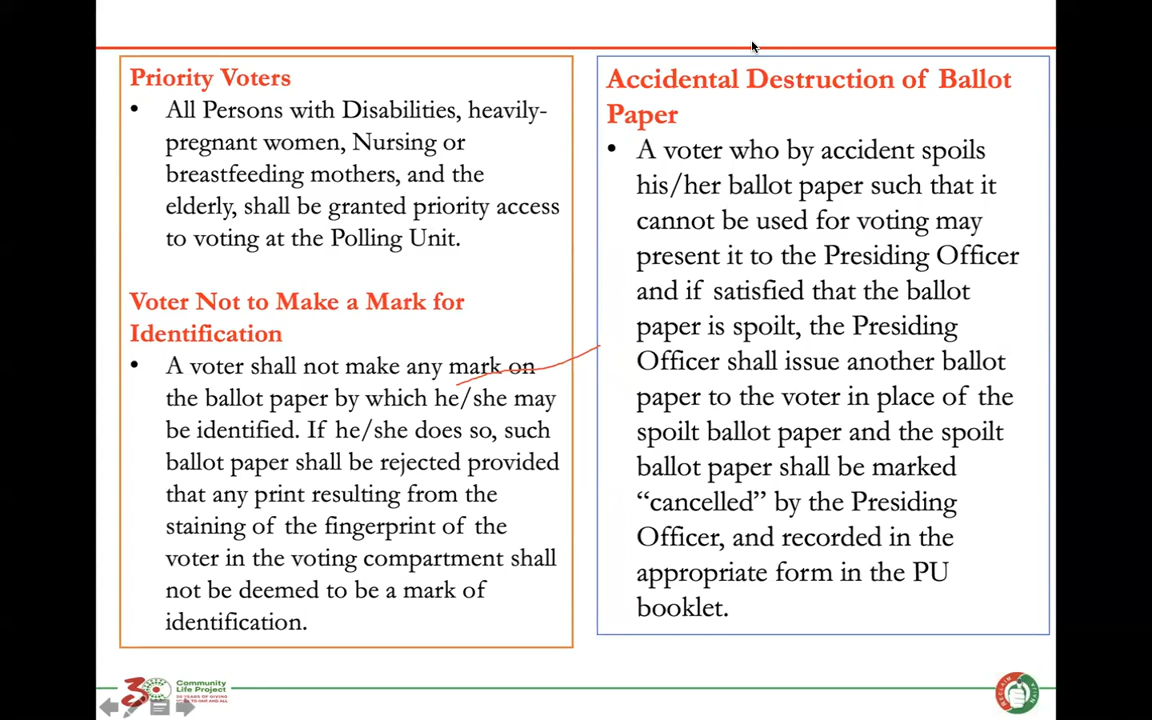 Priority Voters
• All Persons with Disabilities, heavily-
pregnant women, Nursing or
breastfeeding mothers, and the
elderly, shall be granted priority access
to voting at the Polling Unit.
Voter Not to Make a Mark for
Identification
• A voter shall not make any mark on
the ballot paper by which he/she may
be identified. If he/she does so, such
ballot paper shall be rejected provided
that any print resulting from the
staining of the fingerprint of the
voter in the voting compartment shall
not be deemed to be a mark of
identification.
Accidental Destruction of Ballot
Paper
• A voter who by accident spoils
his/her ballot paper such that it
cannot be used for voting may
present it to the Presiding Officer
and if satisfied that the ballot
paper is spoilt, the Presiding
Officer shall issue another ballot
paper to the voter in place of the
spoilt ballot paper and the spoilt
ballot paper shall be marked
“cancelled” by the Presiding
Officer, and recorded in the
appropriate form in the PU
booklet.
30
Community
Life Project